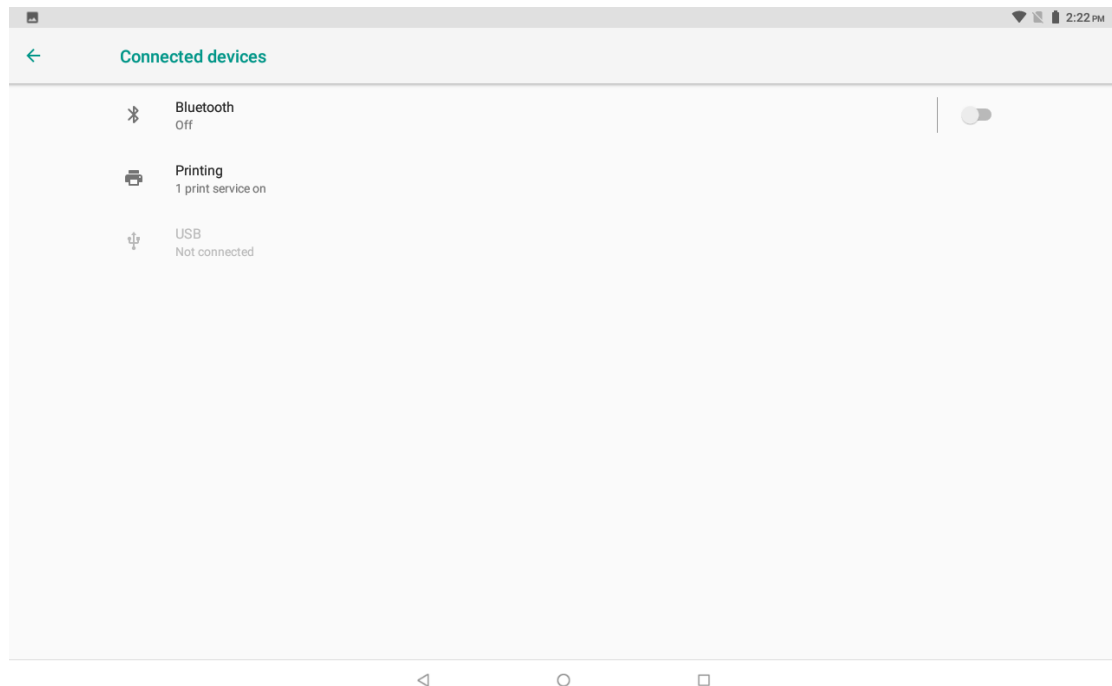 2:22 PM
Connected devices
Bluetooth
Off
Printing
1 print service on
USB
Not connected